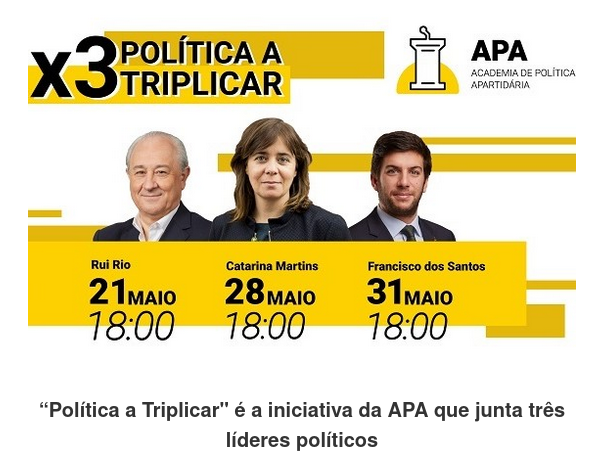 x3 POLÍTICA A
TRIPLICAR
APA
ACADEMIA DE POLÍTICA
APARTIDÁRIA
Rui Rio
21 MAIO
18:00
Catarina Martins
28 MAIO
18:00
Francisco dos Santos
31 MAIO
18:00
“Política a Triplicar" é a iniciativa da APA que junta três
líderes políticos